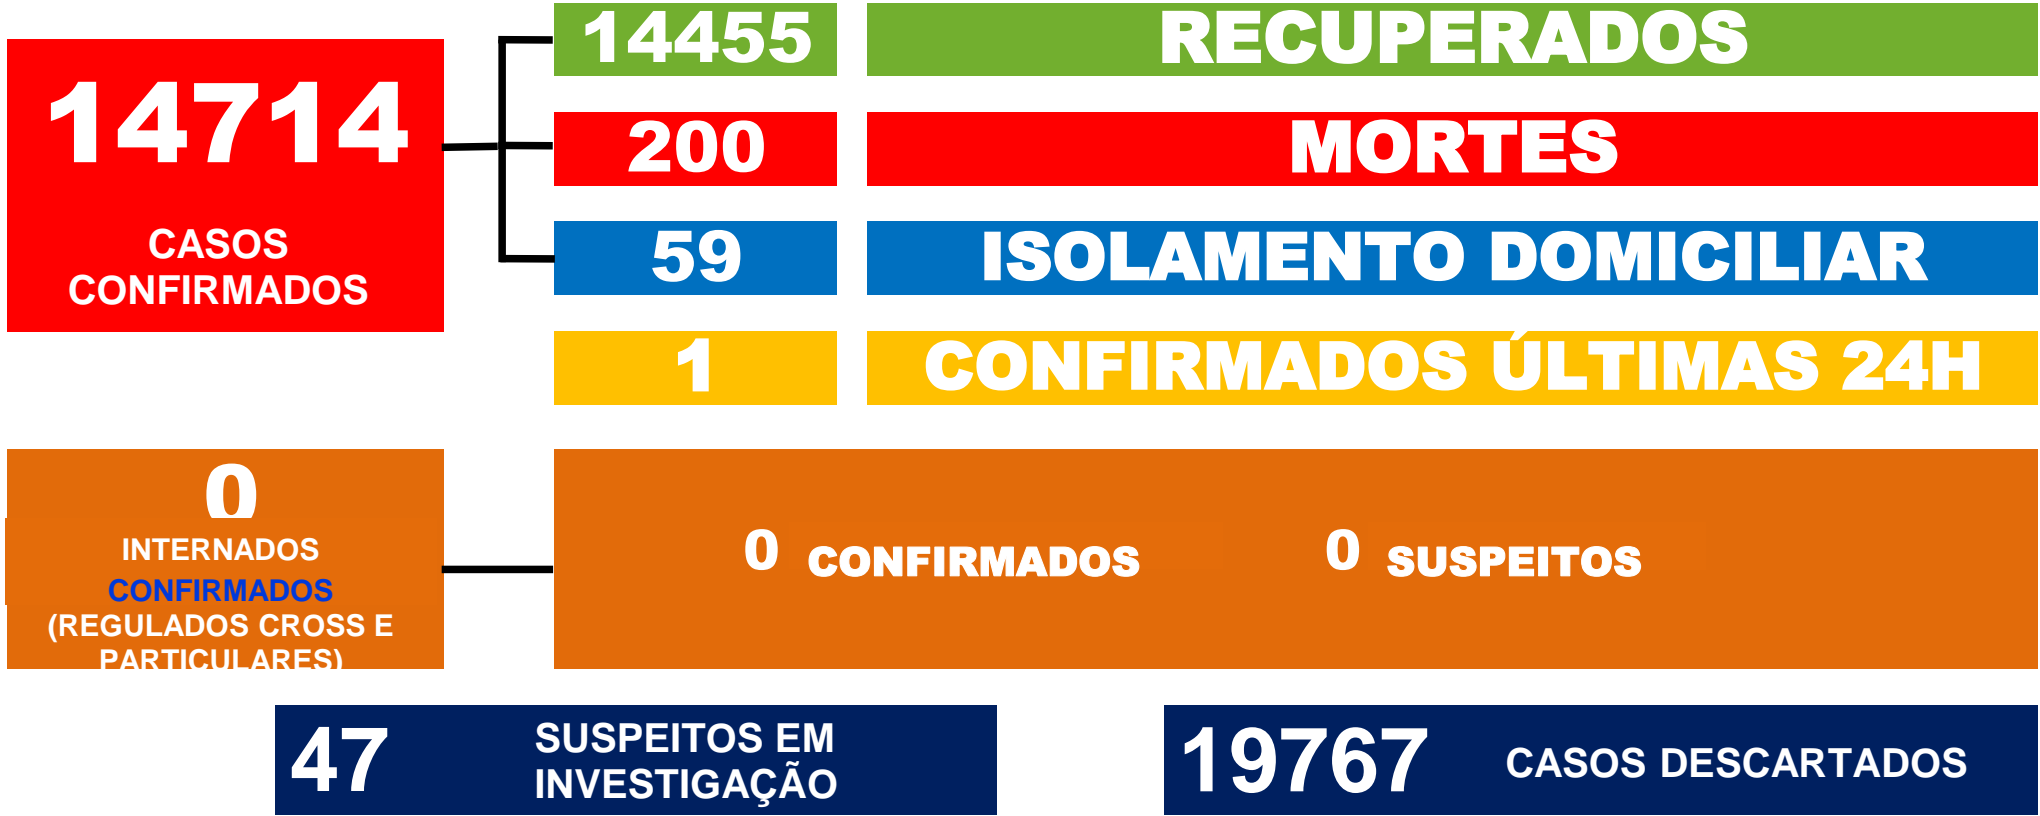 14714
CASOS
CONFIRMADOS
14455 RECUPERADOS
200 MORTES
59 ISOLAMENTO DOMICILIAR
1 CONFIRMADOS ÚLTIMAS 24H
0
INTERNADOS
CONFIRMADOS
(REGULADOS CROSS E
PARTICULARES)
0 CONFIRMADOS 0 SUSPEITOS
47 SUSPEITOS EM
INVESTIGAÇÃO
19767 CASOS DESCARTADOS